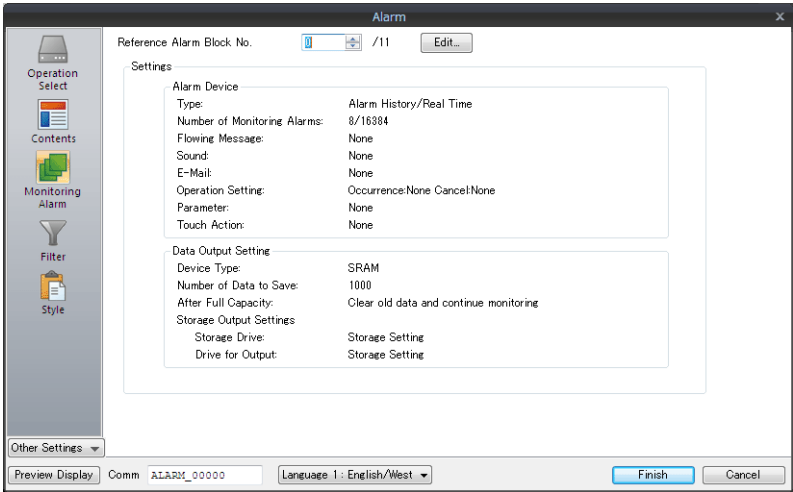 Alarm
x
Reference Alarm Block No. 0 /11 Edit...
Operation Select
Contents
Monitoring Alarm
Filter
Style
Settings
Alarm Device
Type: Alarm History/Real Time
Number of Monitoring Alarms: 8/16384
Flowing Message: None
Sound: None
E-Mail: None
Operation Setting: Occurrence:None Cancel:None
Parameter: None
Touch Action: None
Data Output Setting
Device Type: SRAM
Number of Data to Save: 1000
After Full Capacity: Clear old data and continue monitoring
Storage Output Settings
Storage Drive: Storage Setting
Drive for Output: Storage Setting
Other Settings
Preview Display Comm ALARM_00000 Language 1 : English/West Finish Cancel